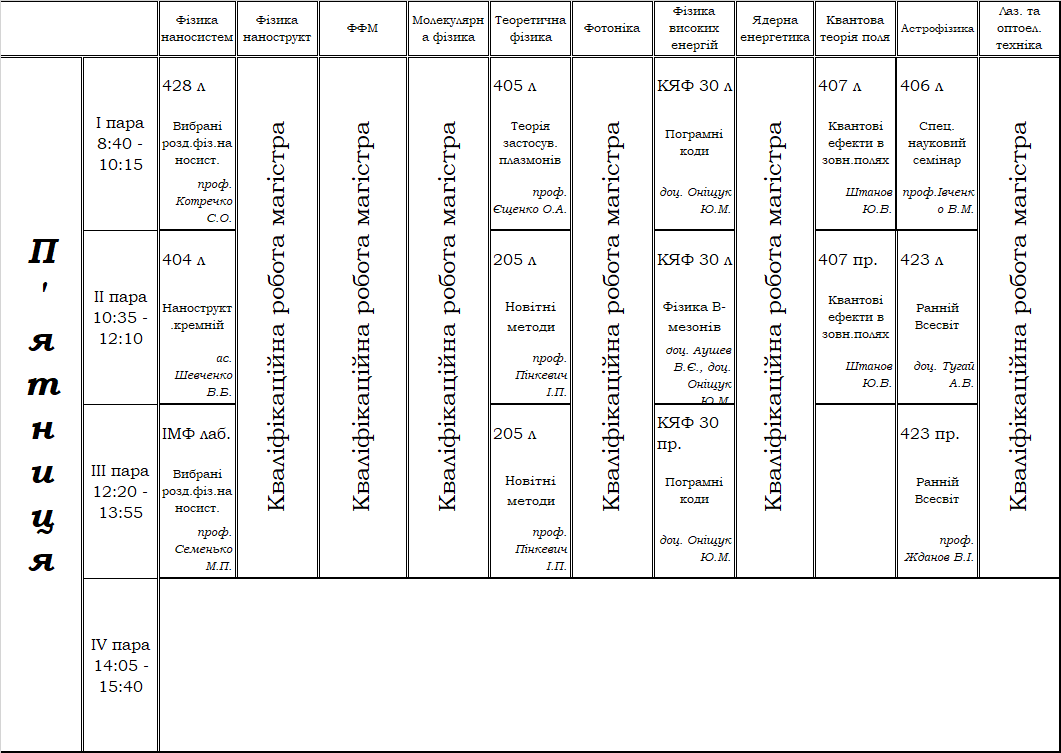 Фізика
наносистем
Фізика
нанострукт
ФФМ
Молекулярн
а фізика
Теоретична
фізика
Фотоніка
Фізика
високих
енергій
Ядерна
енергетика
Квантова
теорія поля
Астрофізика
Лаз. та
оптоел.
техніка
П'ятниця
I пара
8:40 -
10:15
428 л
Вибрані
розд.фіз.на
носист.
проф.
Котречко
С.О.
Кваліфікаційна робота магістра
Кваліфікаційна робота магістра
Кваліфікаційна робота магістра
405 л
Теорія
застосув.
плазмонів
проф.
Єщенко О.А.
Кваліфікаційна робота магістра
КЯФ 30 л
Пограмні
коди
доц. Оніщук
Ю.М.
Кваліфікаційна робота магістра
407 л
Квантові
ефекти в
зовн.полях
Штанов
Ю.В.
406 л
Спец.
науковий
семінар
проф.Івченк
о В.М.
Кваліфікаційна робота магістра
II пара
10:35 -
12:10
404 л
Нанострукт
.кремній
ас.
Шевченко
В.Б.
205 л
Новітні
методи
проф.
Пінкевич
І.П.
КЯФ 30 л
Фізика В-
мезонів
доц. Аушев
В.Є., доц.
Оніщук
Ю.М.
407 пр.
Квантові
ефекти в
зовн.полях
Штанов
Ю.В.
423 л
Ранній
Всесвіт
доц. Тугай
А.В.
III пара
12:20 -
13:55
ІМФ лаб.
Вибрані
розд.фіз.на
носист.
проф.
Семенько
М.П.
205 л
Новітні
методи
проф.
Пінкевич
І.П.
КЯФ 30
пр.
Пограмні
коди
доц. Оніщук
Ю.М.
423 пр.
Ранній
Всесвіт
проф.
Жданов В.І.
IV пара
14:05 -
15:40